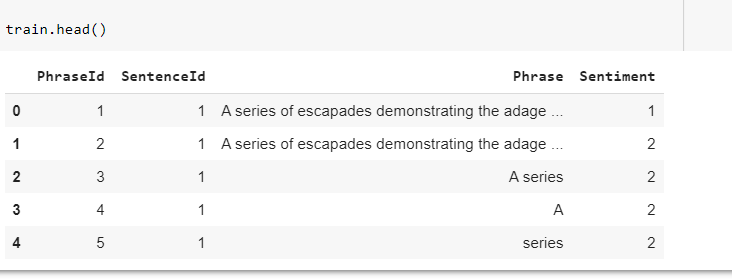 train.head()
PhraseId SentenceId Phrase Sentiment
0 1 1 A series of escapades demonstrating the adage ... 1
1 2 1 A series of escapades demonstrating the adage ... 2
2 3 1 A series 2
3 4 1 A 2
4 5 1 series 2